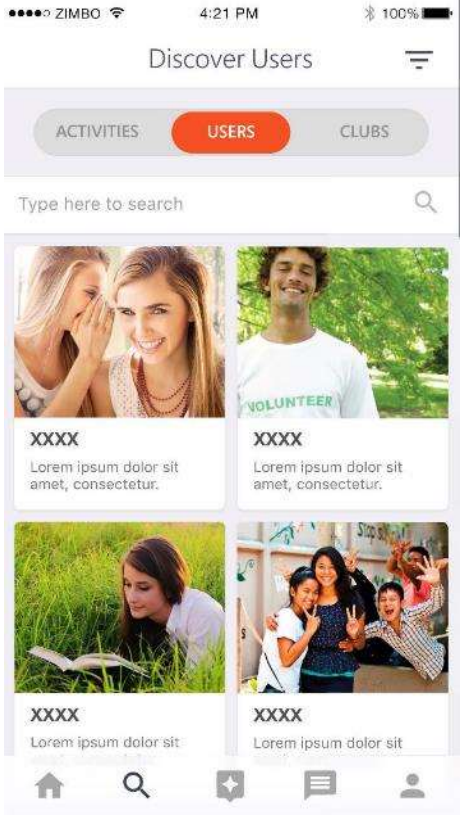 ZIMBO 4:21 PM 100%
Discover Users
ACTIVITIES USERS CLUBS
Type here to search
VOLUNTEER
XXXX
Lorem ipsum dolor sit
amet, consectetur.
XXXX
Lorem ipsum dolor sit
amet, consectetur.
Stop
XXXX
Lorem ipsum dolor sit
XXXX
Lorem ipsum dolor sit